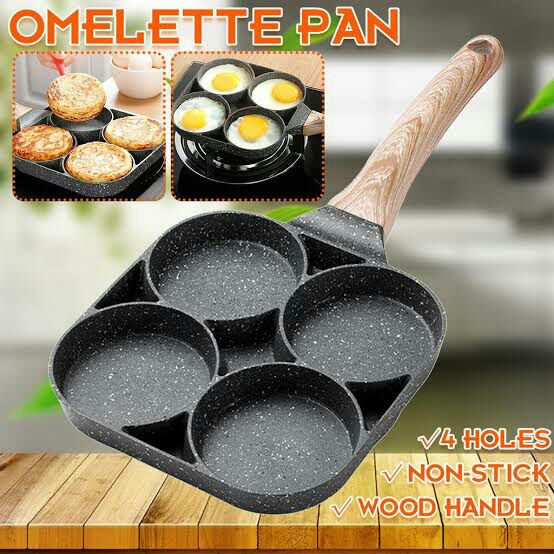 OMELETTE PAN
✓4 HOLES
✓ NON-STICK
✓ WOOD HANDLE